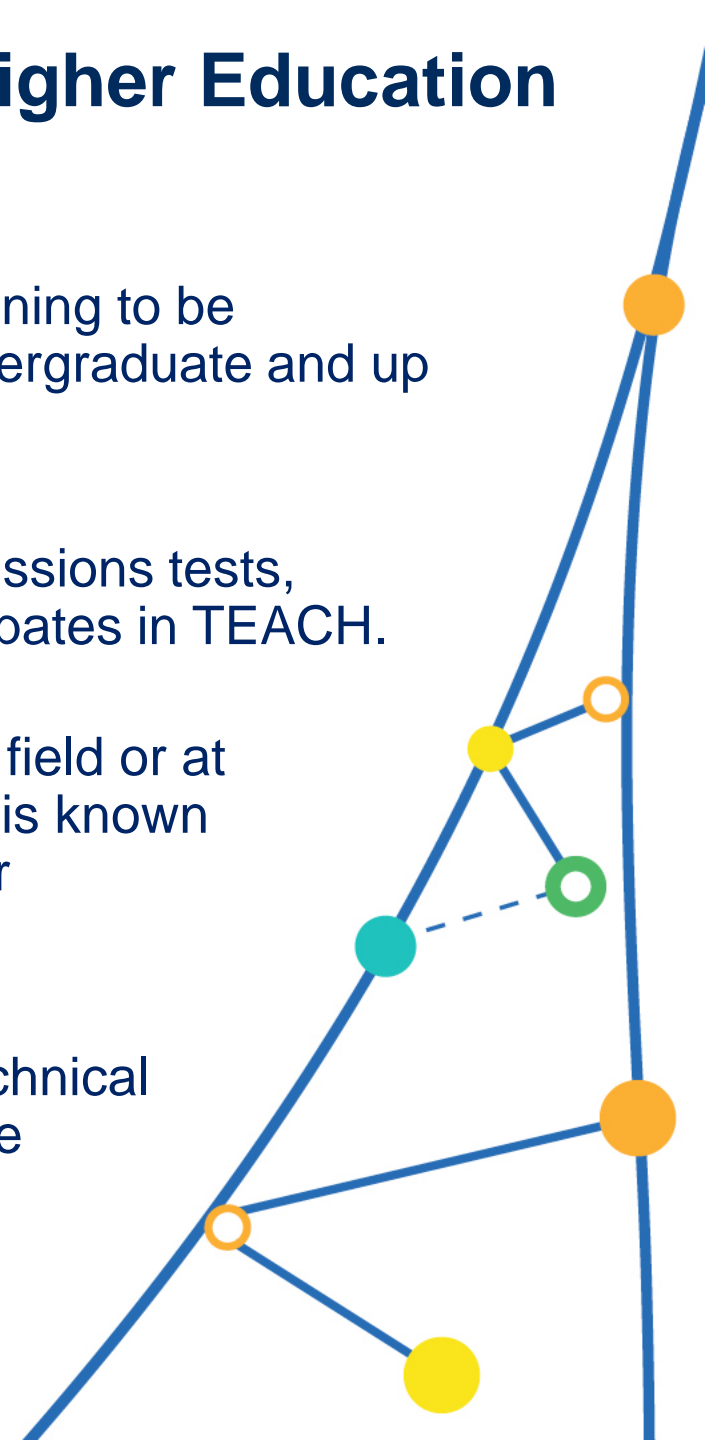 igher Education
ning to be
ergraduate and up
ssions tests,
pates in TEACH.
field or at
is known
r
chnical
e